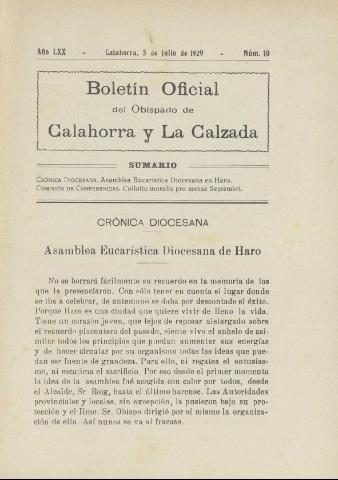 Año LXX - Calahorra, 5 de julio de 1929 - Núm. 10
Boletín Oficial
del Obispado de
Calahorra y La Calzada
SUMARIO
CRÓNICA DIOCESANA. Asamblea Eucarística Diocesana en Haro.
COMISIÓN DE CONFERENCIAS. Collatio moralis pro mense Septembri.
CRÓNICA DIOCESANA
Asamblea Eucarística Diocesana de Haro
No se borrará fácilmente su recuerdo en la memoria de los
que la presenciaron. Con sólo tener en cuenta el lugar donde
se iba a celebrar, de antemano se daba por descontado el éxito.
Porque Haro es una ciudad que quiere vivir de lleno la vida.
Tiene un corazón joven, que lejos de reposar aletargado sobre
el recuerdo placentero del pasado, siente vivo el anhelo de asi-
milar todos los principios que puedan aumentar sus energías
y de hacer circular por su organismo todas las ideas que pue-
dan ser fuente de grandeza. Para ello, ni regatea el entusias-
mo, ni escatima el sacrificio. Por eso desde el primer momento
la idea de la asamblea fué acogida con calor por todos, desde
el Alcalde, Sr Roig, hasta el último harense. Las Autoridades
provinciales y locales, sin excepción, la pusieron bajo su pro-
tección y el Ilmo. Sr. Obispo dirigió por sí mismo la organiza-
ción de ella. Así nunca se va al fracaso.